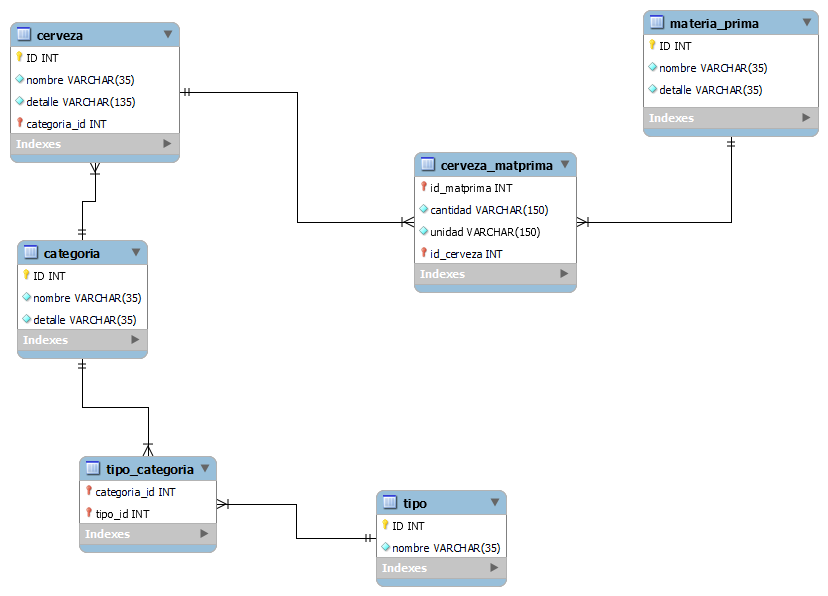 cerveza
ID INT
nombre VARCHAR(35)
detalle VARCHAR(135)
categoria_id INT
Indexes
materia_prima
ID INT
nombre VARCHAR(35)
detalle VARCHAR(35)
Indexes
cerveza_matprima
id_matprima INT
cantidad VARCHAR(150)
unidad VARCHAR(150)
id_cerveza INT
Indexes
categoria
ID INT
nombre VARCHAR(35)
detalle VARCHAR(35)
Indexes
tipo_categoria
categoria_id INT
tipo_id INT
Indexes
tipo
ID INT
nombre VARCHAR(35)
Indexes